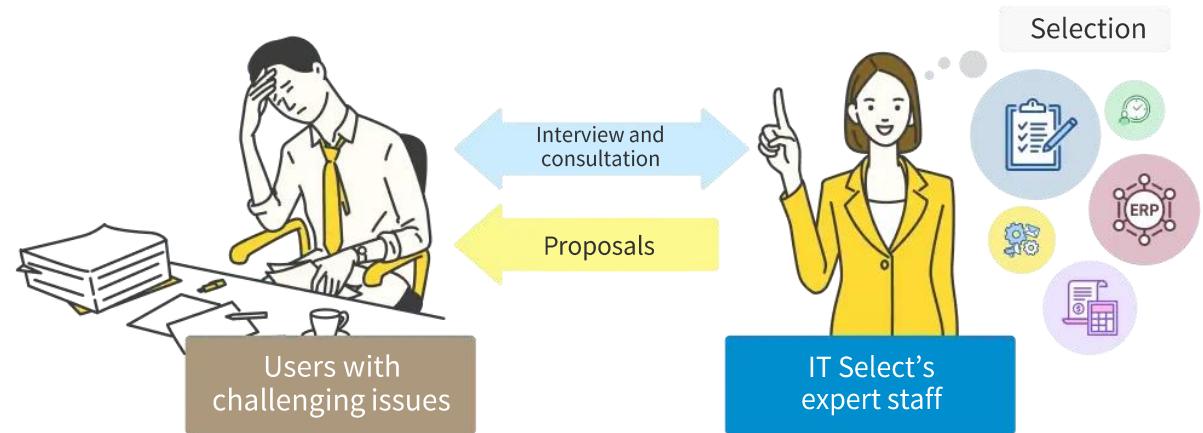 Selection
Interview and
consultation
ERP
Proposals
Users with
challenging issues
IT Select’s
expert staff